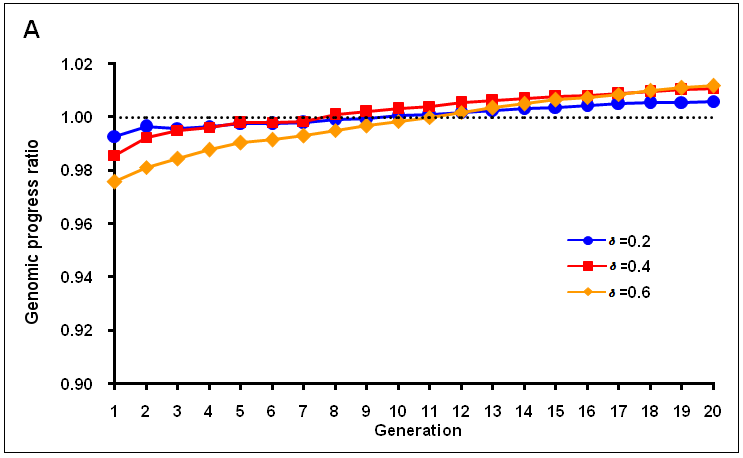 A
Genomic progress ratio
1.02
1.00
0.98
0.96
0.94
0.92
0.90
δ =0.2
δ =0.4
δ =0.6
1 2 3 4 5 6 7 8 9 10 11 12 13 14 15 16 17 18 19 20
Generation